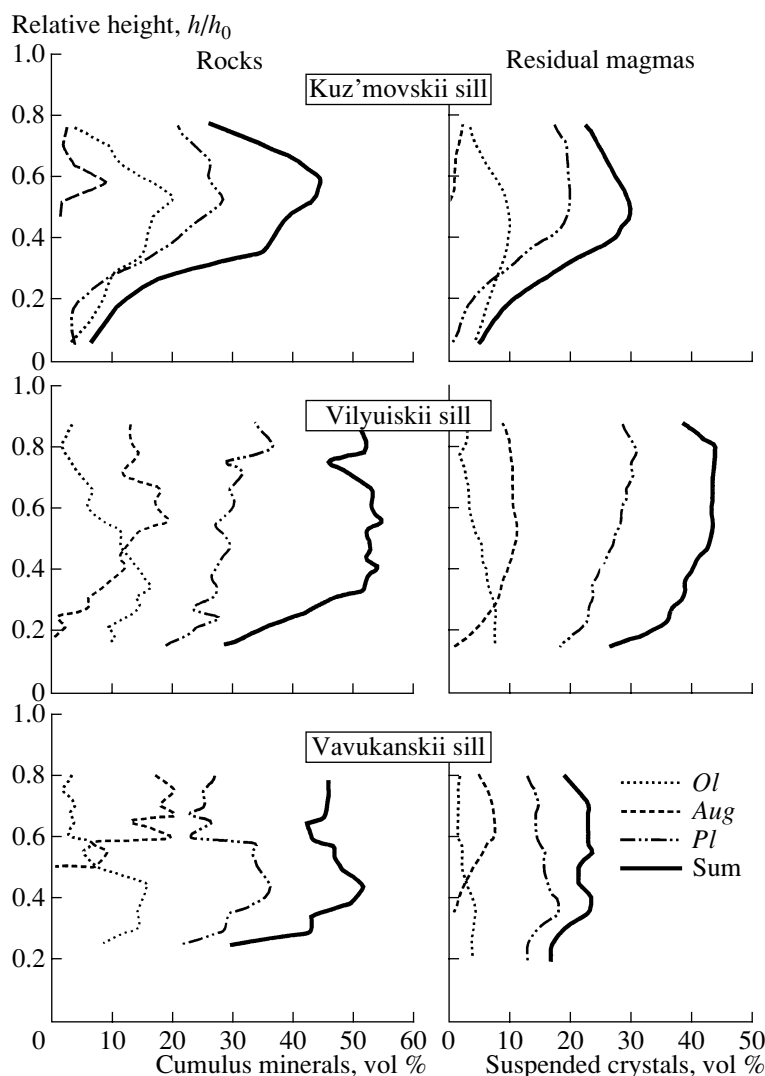 Relative height, h/h0
Rocks
Residual magmas
Kuz’movskii sill
1.0
0.8
0.6
0.4
0.2
0
Vilyuiskii sill
1.0
0.8
0.6
0.4
0.2
0
Vavukanskii sill
1.0
0.8
0.6
0.4
0.2
Ol
Aug
Pl
Sum
0 10 20 30 40 50 60
0 10 20 30 40 50
Cumulus minerals, vol %
Suspended crystals, vol %